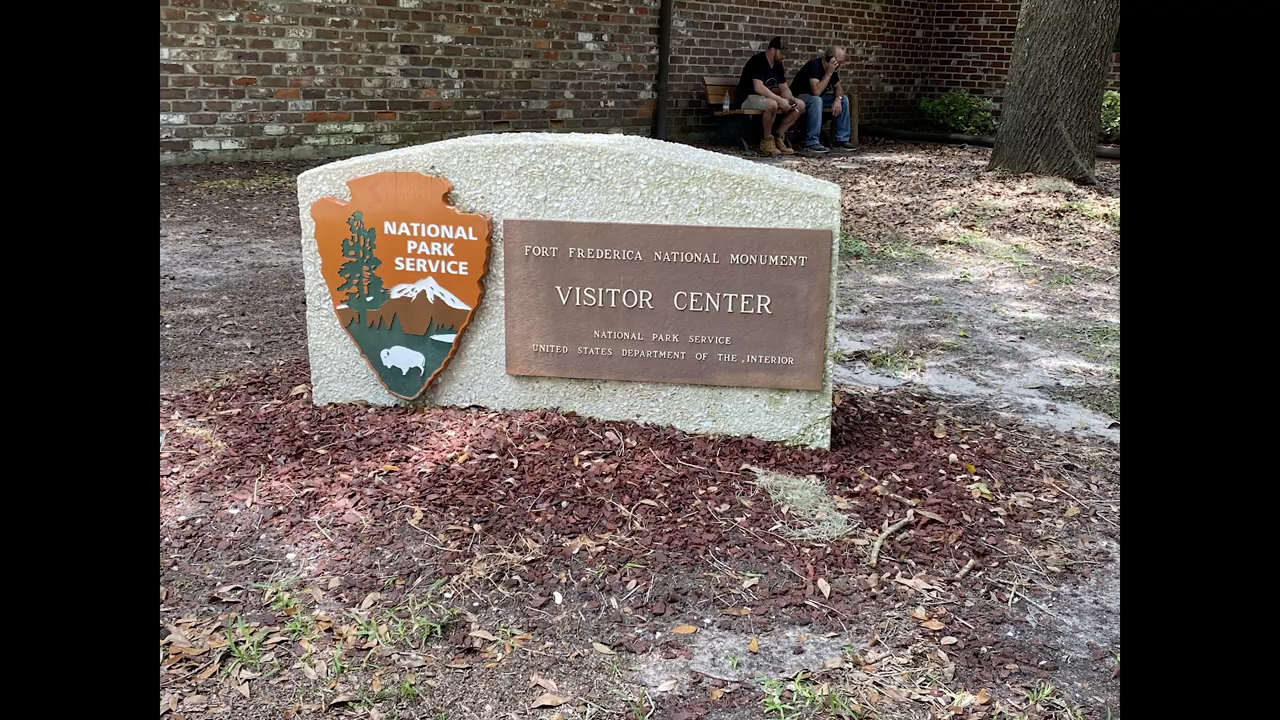 NATIONAL
PARK
SERVICE
FORT FREDERICA NATIONAL MONUMENT
VISITOR CENTER
NATIONAL PARK SERVICE
UNITED STATES DEPARTMENT OF THE INTERIOR